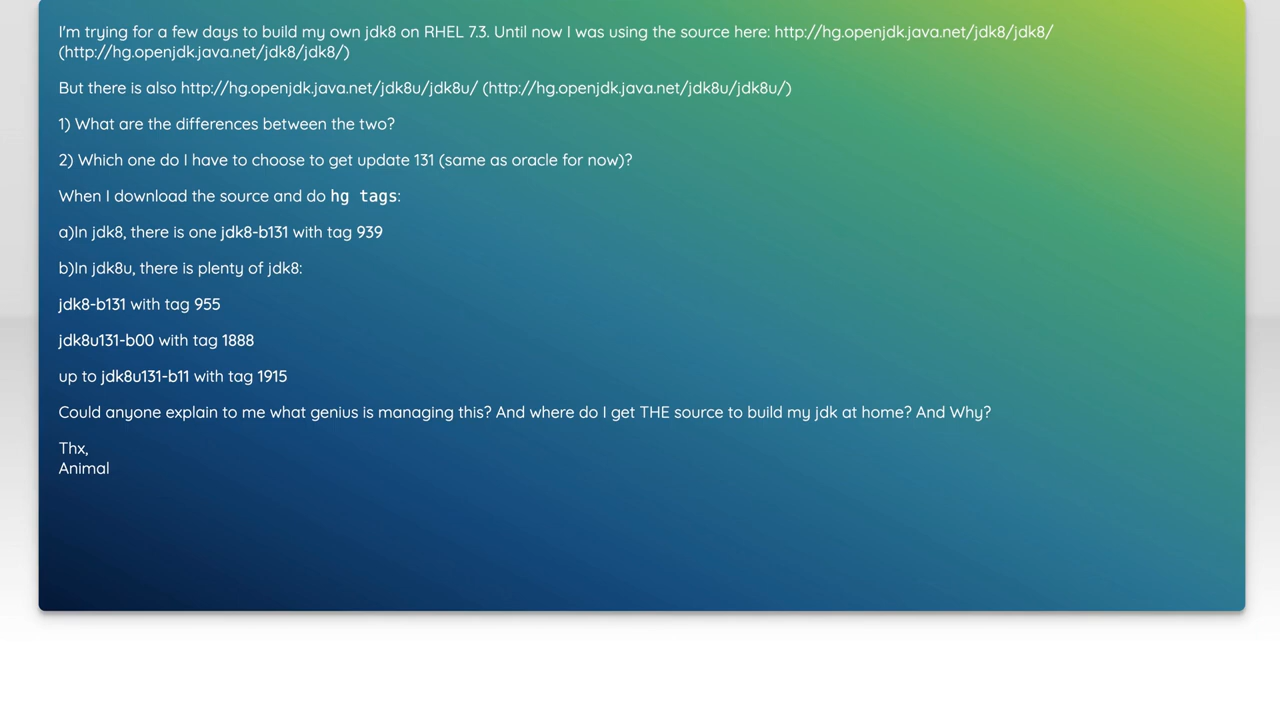 I'm trying for a few days to build my own jdk8 on RHEL 7.3. Until now I was using the source here: http://hg.openjdk.java.net/jdk8/jdk8/
(http://hg.openjdk.java.net/jdk8/jdk8/)
But there is also http://hg.openjdk.java.net/jdk8u/jdk8u/ (http://hg.openjdk.java.net/jdk8u/jdk8u/)
1) What are the differences between the two?
2) Which one do I have to choose to get update 131 (same as oracle for now)?
When I download the source and do hg tags:
a)In jdk8, there is one jdk8-b131 with tag 939
b)In jdk8u, there is plenty of jdk8:
jdk8-b131 with tag 955
jdk8u131-b00 with tag 1888
up to jdk8u131-b11 with tag 1915
Could anyone explain to me what genius is managing this? And where do I get THE source to build my jdk at home? And Why?
Thx,
Animal